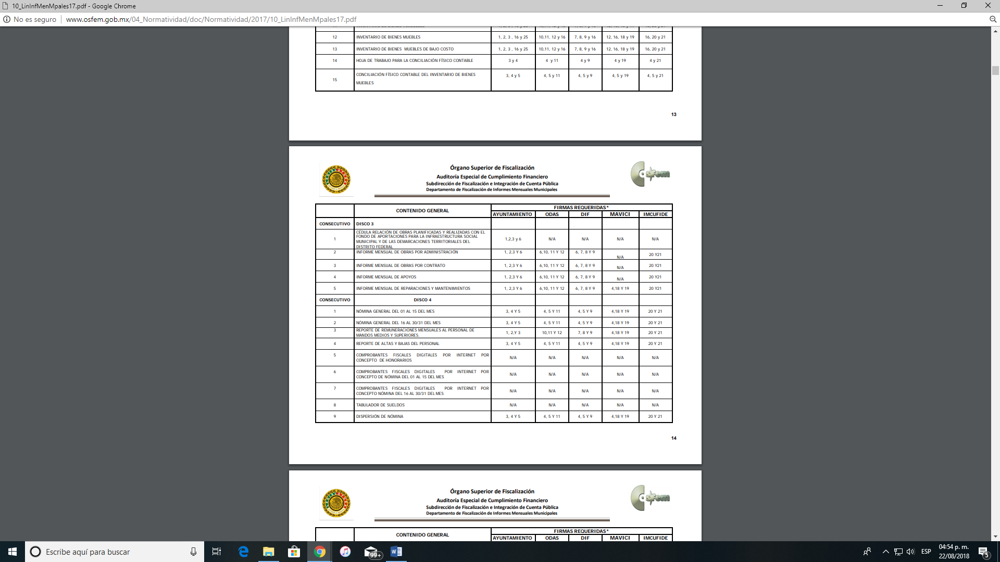 10_LinInfMenMpales17.pdf - Google Chrome
No es seguro | www.osfem.gob.mx/04_Normatividad/doc/Normatividad/2017/10_LinInfMenMpales17.pdf
12 INVENTARIO DE BIENES MUEBLES 1, 2, 3 , 16 y 25 10,11, 12 y 16 7, 8, 9 y 16 12, 16, 18 y 19 16, 20 y 21
13 INVENTARIO DE BIENES MUEBLES DE BAJO COSTO 1, 2, 3 , 16 y 25 10,11, 12 y 16 7, 8, 9 y 16 12, 16, 18 y 19 16, 20 y 21
14 HOJA DE TRABAJO PARA LA CONCILIACIÓN FÍSICO CONTABLE 3 y 4 4 y 11 4 y 9 4 y 19 4 y 21
15 CONCILIACIÓN FÍSICO CONTABLE DEL INVENTARIO DE BIENES 3, 4 y 5 4, 5 y 11 4, 5 y 9 4, 5 y 19 4, 5 y 21
MUEBLES
13
Órgano Superior de Fiscalización
Auditoría Especial de Cumplimiento Financiero
Subdirección de Fiscalización e Integración de Cuenta Pública
Departamento de Fiscalización de Informes Mensuales Municipales
osfem
CONTENIDO GENERAL FIRMAS REQUERIDAS*
AYUNTAMIENTO ODAS DIF MAVICI IMCUFIDE
CONSECUTIVO DISCO 3
1 CÉDULA RELACIÓN DE OBRAS PLANIFICADAS Y REALIZADAS CON EL
FONDO DE APORTACIONES PARA LA INFRAESTRUCTURA SOCIAL
MUNICIPAL Y DE LAS DEMARCACIONES TERRITORIALES DEL
DISTRITO FEDERAL 1,2,3 y 6 N/A N/A N/A N/A
2 INFORME MENSUAL DE OBRAS POR ADMINISTRACIÓN 1, 2,3 Y 6 6,10, 11 Y 12 6, 7, 8 Y 9 N/A 20 Y21
3 INFORME MENSUAL DE OBRAS POR CONTRATO 1, 2,3 Y 6 6,10, 11 Y 12 6, 7, 8 Y 9 N/A 20 Y21
4 INFORME MENSUAL DE APOYOS 1, 2,3 Y 6 6,10, 11 Y 12 6, 7, 8 Y 9 N/A 20 Y21
5 INFORME MENSUAL DE REPARACIONES Y MANTENIMIENTOS 1, 2,3 Y 6 6,10, 11 Y 12 6, 7, 8 Y 9 4,18 Y 19 20 Y21
CONSECUTIVO DISCO 4
1 NÓMINA GENERAL DEL 01 AL 15 DEL MES 3, 4 Y 5 4, 5 Y 11 4, 5 Y 9 4,18 Y 19 20 Y 21
2 NÓMINA GENERAL DEL 16 AL 30/31 DEL MES 3, 4 Y 5 4, 5 Y 11 4, 5 Y 9 4,18 Y 19 20 Y 21
3 REPORTE DE REMUNERACIONES MENSUALES AL PERSONAL DE
MANDOS MEDIOS Y SUPERIORES. 1, 2,Y 3 10,11 Y 12 7, 8 Y 9 4,18 Y 19 20 Y 21
4 REPORTE DE ALTAS Y BAJAS DEL PERSONAL 3, 4 Y 5 4, 5 Y 11 4, 5 Y 9 4,18 Y 19 20 Y 21
5 COMPROBANTES FISCALES DIGITALES POR INTERNET POR
CONCEPTO DE HONORARIOS N/A N/A N/A N/A N/A
6 COMPROBANTES FISCALES DIGITALES POR INTERNET POR
CONCEPTO DE NÓMINA DEL 01 AL 15 DEL MES N/A N/A N/A N/A N/A
7 COMPROBANTES FISCALES DIGITALES POR INTERNET POR
CONCEPTO NÓMINA DEL 16 AL 30/31 DEL MES N/A N/A N/A N/A N/A
8 TABULADOR DE SUELDOS N/A N/A N/A N/A N/A
9 DISPERSIÓN DE NÓMINA 3, 4 Y 5 4, 5 Y 11 4, 5 Y 9 4,18 Y 19 20 Y 21
14
Órgano Superior de Fiscalización
Auditoría Especial de Cumplimiento Financiero
Subdirección de Fiscalización e Integración de Cuenta Pública
Departamento de Fiscalización de Informes Mensuales Municipales
osfem
CONTENIDO GENERAL FIRMAS REQUERIDAS*
AYUNTAMIENTO ODAS DIF MAVICI IMCUFIDE
Escribe aquí para buscar 99+ ESP 04:54 p. m.
22/08/2018 5